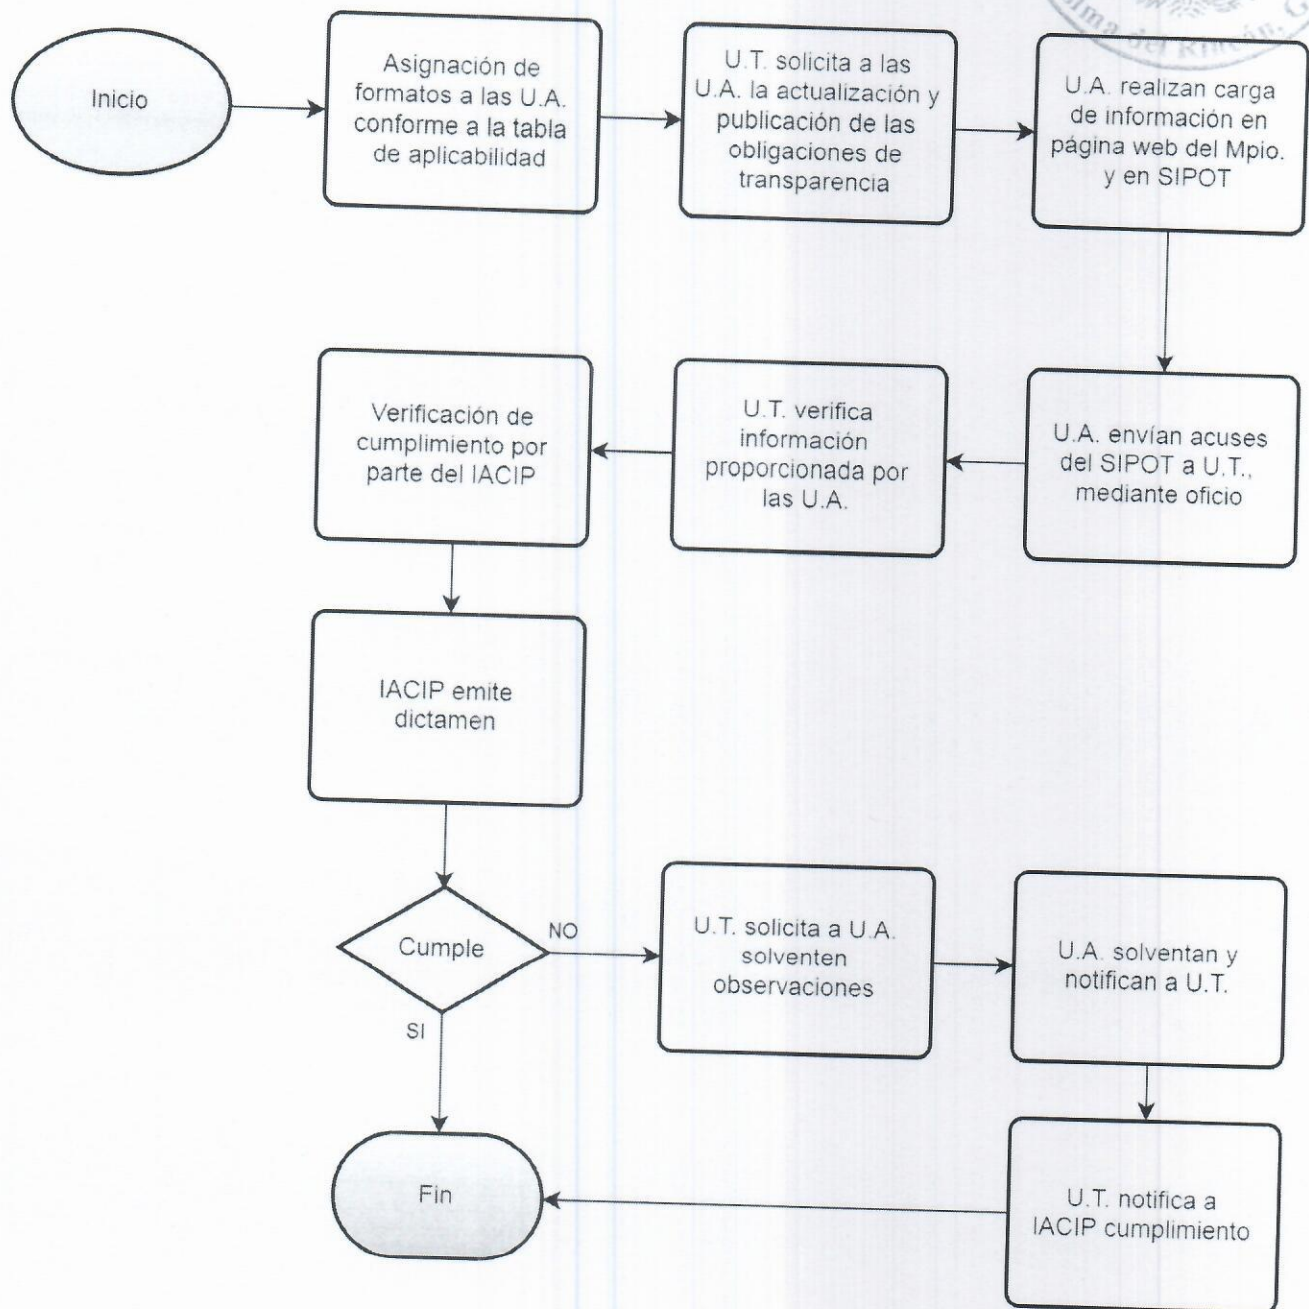 ma del Rincón, G
Inicio
Asignación de
formatos a las U.A.
conforme a la tabla
de aplicabilidad
U.T. solicita a las
U.A. la actualización y
publicación de las
obligaciones de
transparencia
U.A. realizan carga
de información en
página web del Mpio.
y en SIPOT
U.A. envían acuses
del SIPOT a U.T.,
mediante oficio
U.T. verifica
información
proporcionada por
las U.A.
Verificación de
cumplimiento por
parte del IACIP
IACIP emite
dictamen
Cumple
NO
SI
U.T. solicita a U.A.
solventen
observaciones
U.A. solventan y
notifican a U.T.
U.T. notifica a
IACIP cumplimiento
Fin